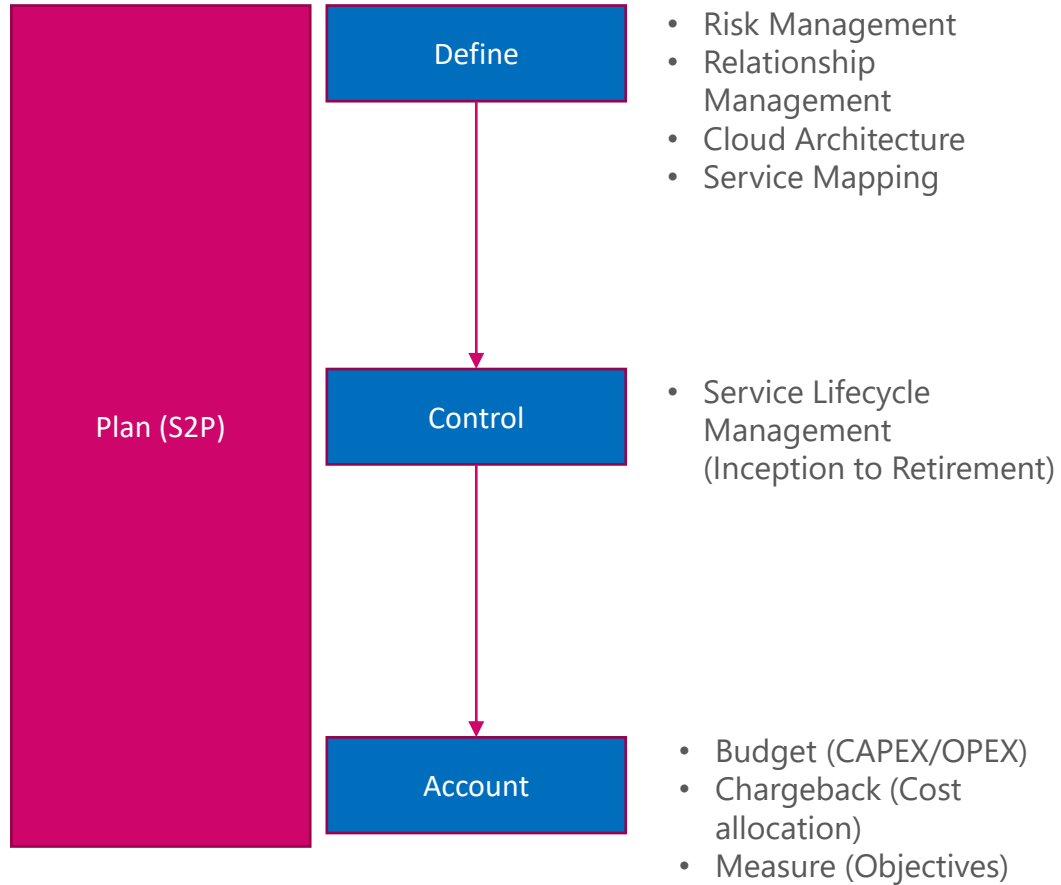 Define
• Risk Management
• Relationship
Management
• Cloud Architecture
• Service Mapping
Plan (S2P)
Control
• Service Lifecycle
Management
(Inception to Retirement)
Account
• Budget (CAPEX/OPEX)
• Chargeback (Cost
allocation)
• Measure (Objectives)